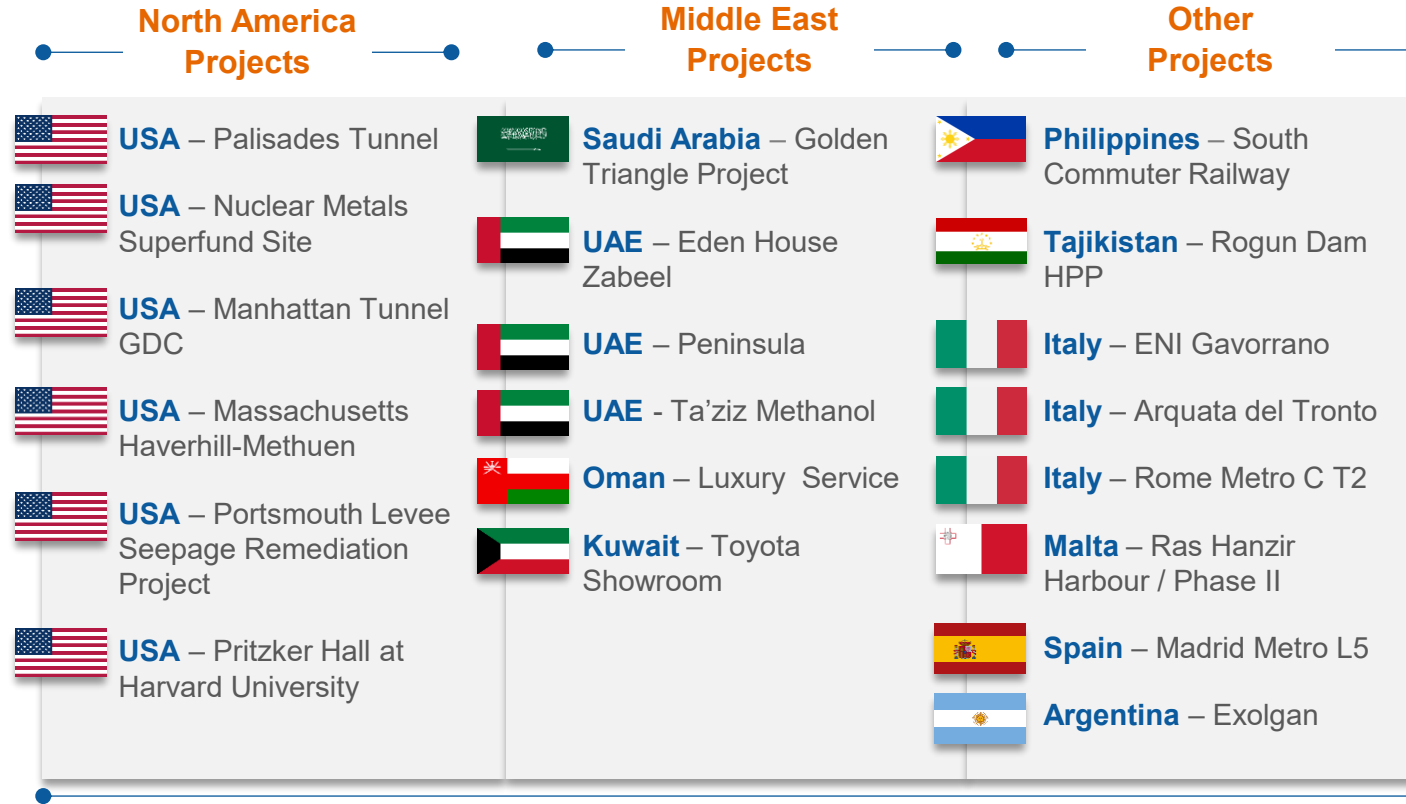 North America
Projects
USA – Palisades Tunnel
USA – Nuclear Metals
Superfund Site
USA – Manhattan Tunnel
GDC
USA – Massachusetts
Haverhill-Methuen
USA – Portsmouth Levee
Seepage Remediation
Project
USA – Pritzker Hall at
Harvard University
Middle East
Projects
Saudi Arabia – Golden
Triangle Project
UAE – Eden House
Zabeel
UAE – Peninsula
UAE - Ta’ziz Methanol
Oman – Luxury  Service
Kuwait – Toyota
Showroom
Other
Projects
Philippines – South
Commuter Railway
Tajikistan – Rogun Dam
HPP
Italy – ENI Gavorrano
Italy – Arquata del Tronto
Italy – Rome Metro C T2
Malta – Ras Hanzir
Harbour / Phase II
Spain – Madrid Metro L5
Argentina – Exolgan